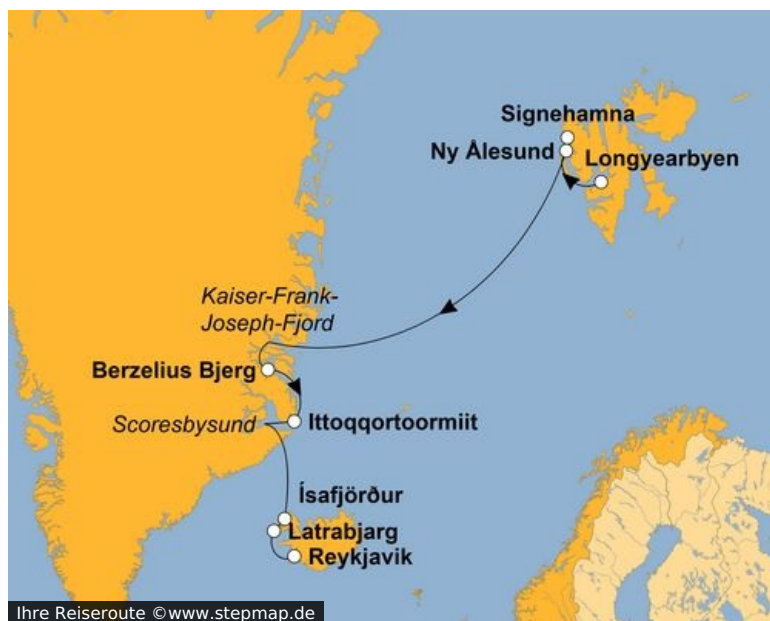 Signehamna
Ny Ålesund
Longyearbyen
Kaiser-Frank-
Joseph-Fjord
Berzelius Bjerg
Scoresbysund
Ittoqqortoormiit
Ísafjörður
Latrabjarg
Reykjavik
Ihre Reiseroute ©www.stepmap.de